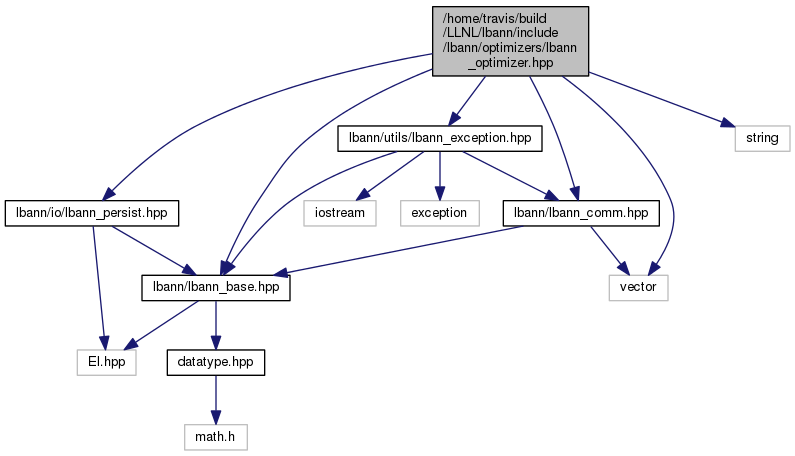 /home/travis/build
/LLNL/lbann/include
/lbann/optimizers/lbann
_optimizer.hpp
lbann/utils/lbann_exception.hpp
string
lbann/io/lbann_persist.hpp
iostream
exception
lbann/lbann_comm.hpp
lbann/lbann_base.hpp
vector
El.hpp
datatype.hpp
math.h